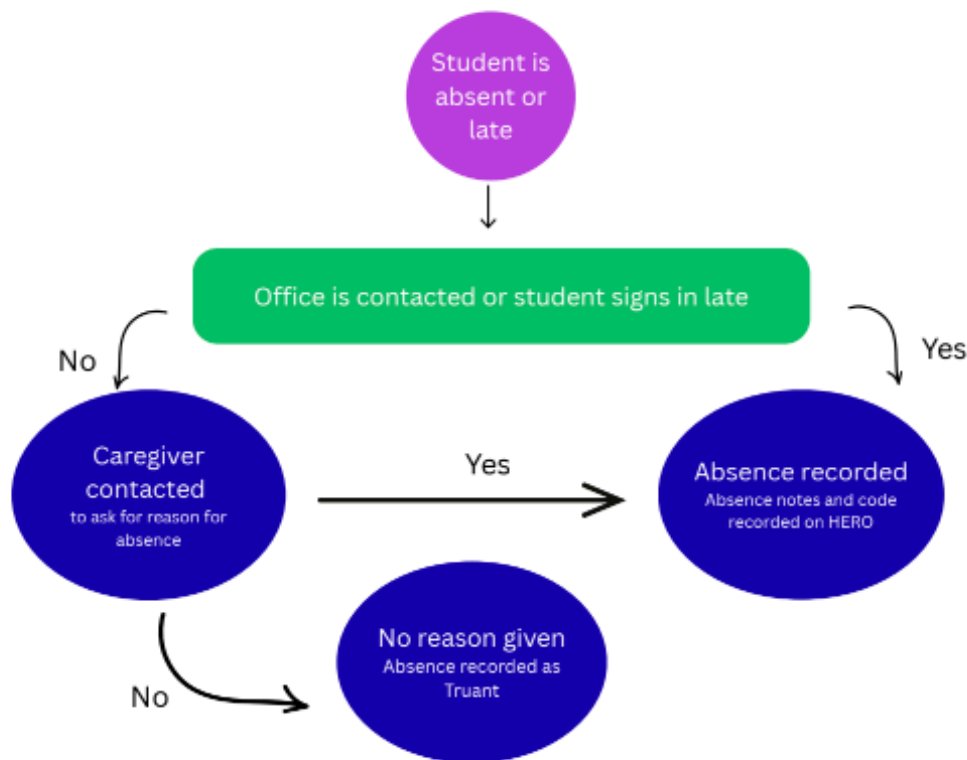 Student is
absent or
late
Office is contacted or student signs in late
No
Yes
Caregiver
contacted
to ask for reason for
absence
Yes
Absence recorded
Absence notes and code
recorded on HERO
No
No reason given
Absence recorded as
Truant